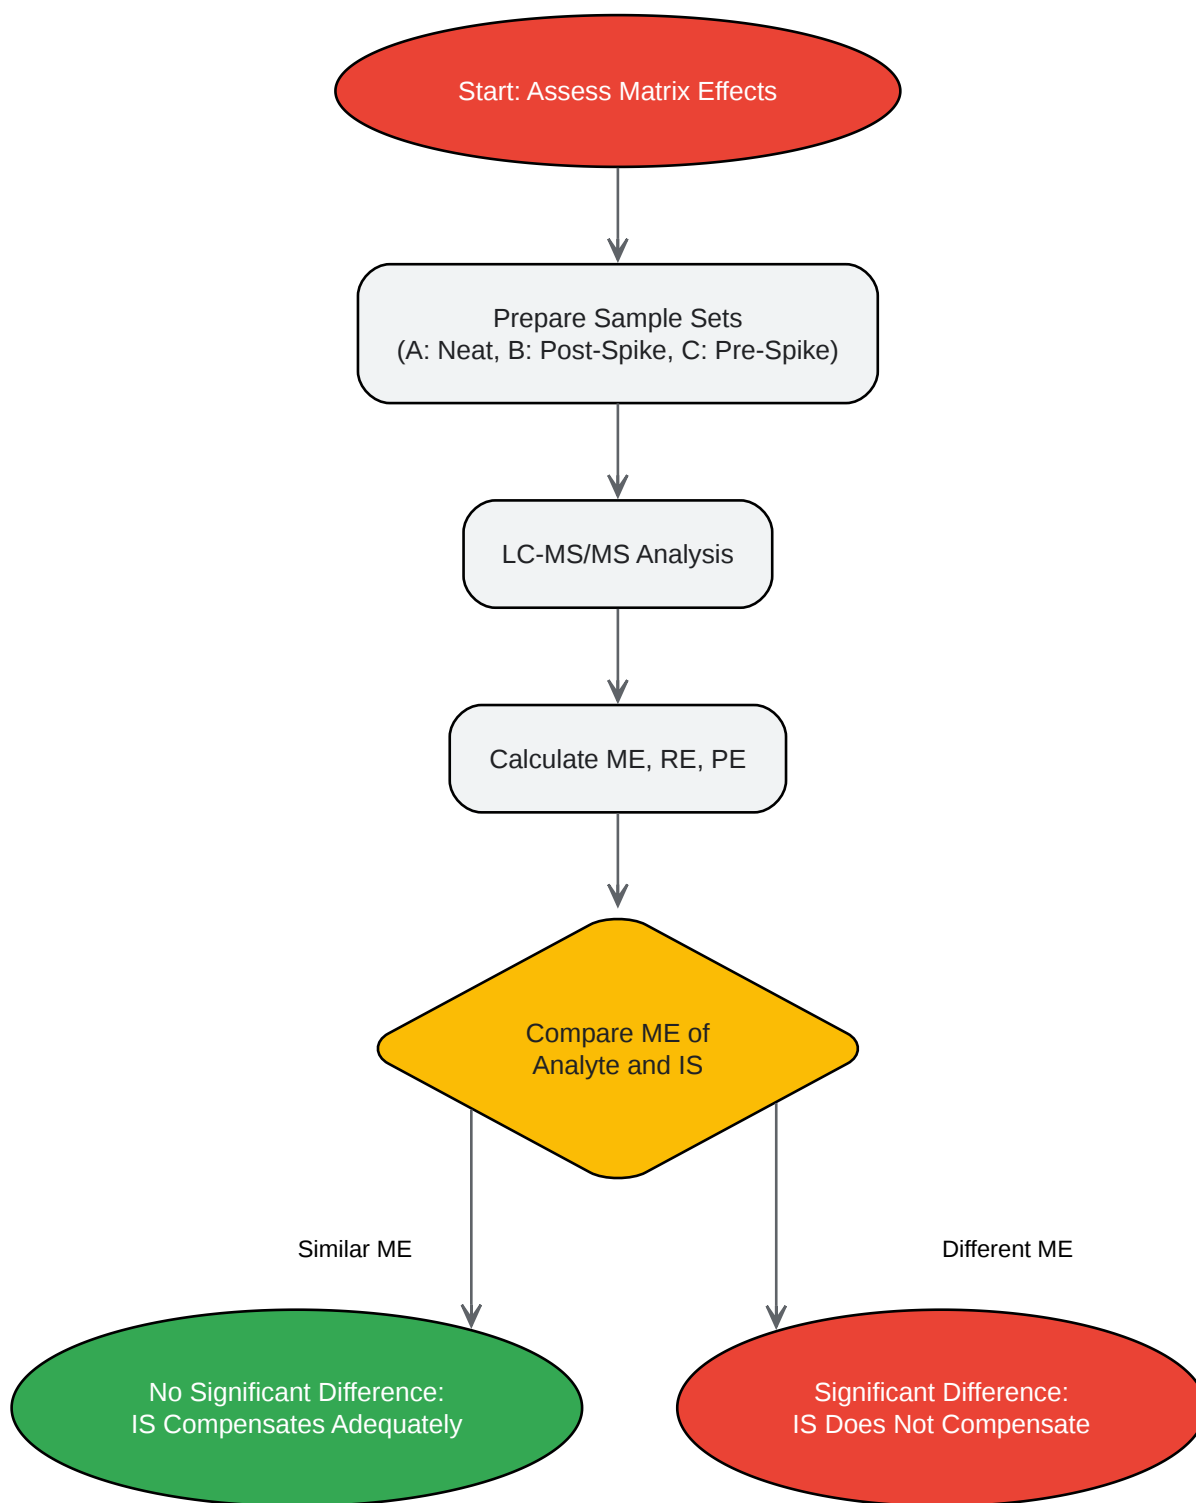 Start: Assess Matrix Effects
Prepare Sample Sets
(A: Neat, B: Post-Spike, C: Pre-Spike)
LC-MS/MS Analysis
Calculate ME, RE, PE
Compare ME of
Analyte and IS
Similar ME
Different ME
No Significant Difference:
IS Compensates Adequately
Significant Difference:
IS Does Not Compensate